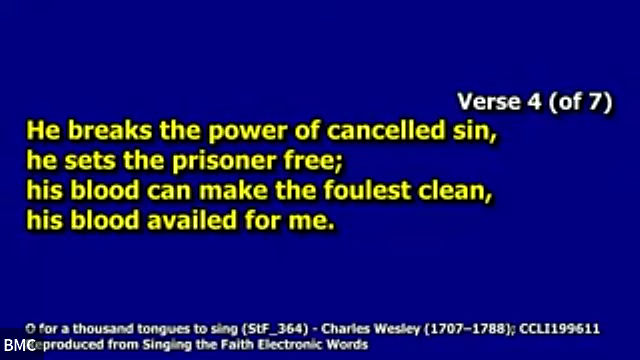 Verse 4 (of 7)
He breaks the power of cancelled sin,
he sets the prisoner free;
his blood can make the foulest clean,
his blood availed for me.
O for a thousand tongues to sing (StF_364) - Charles Wesley (1707–1788); CCLI199611
BMC
Reproduced from Singing the Faith Electronic Words